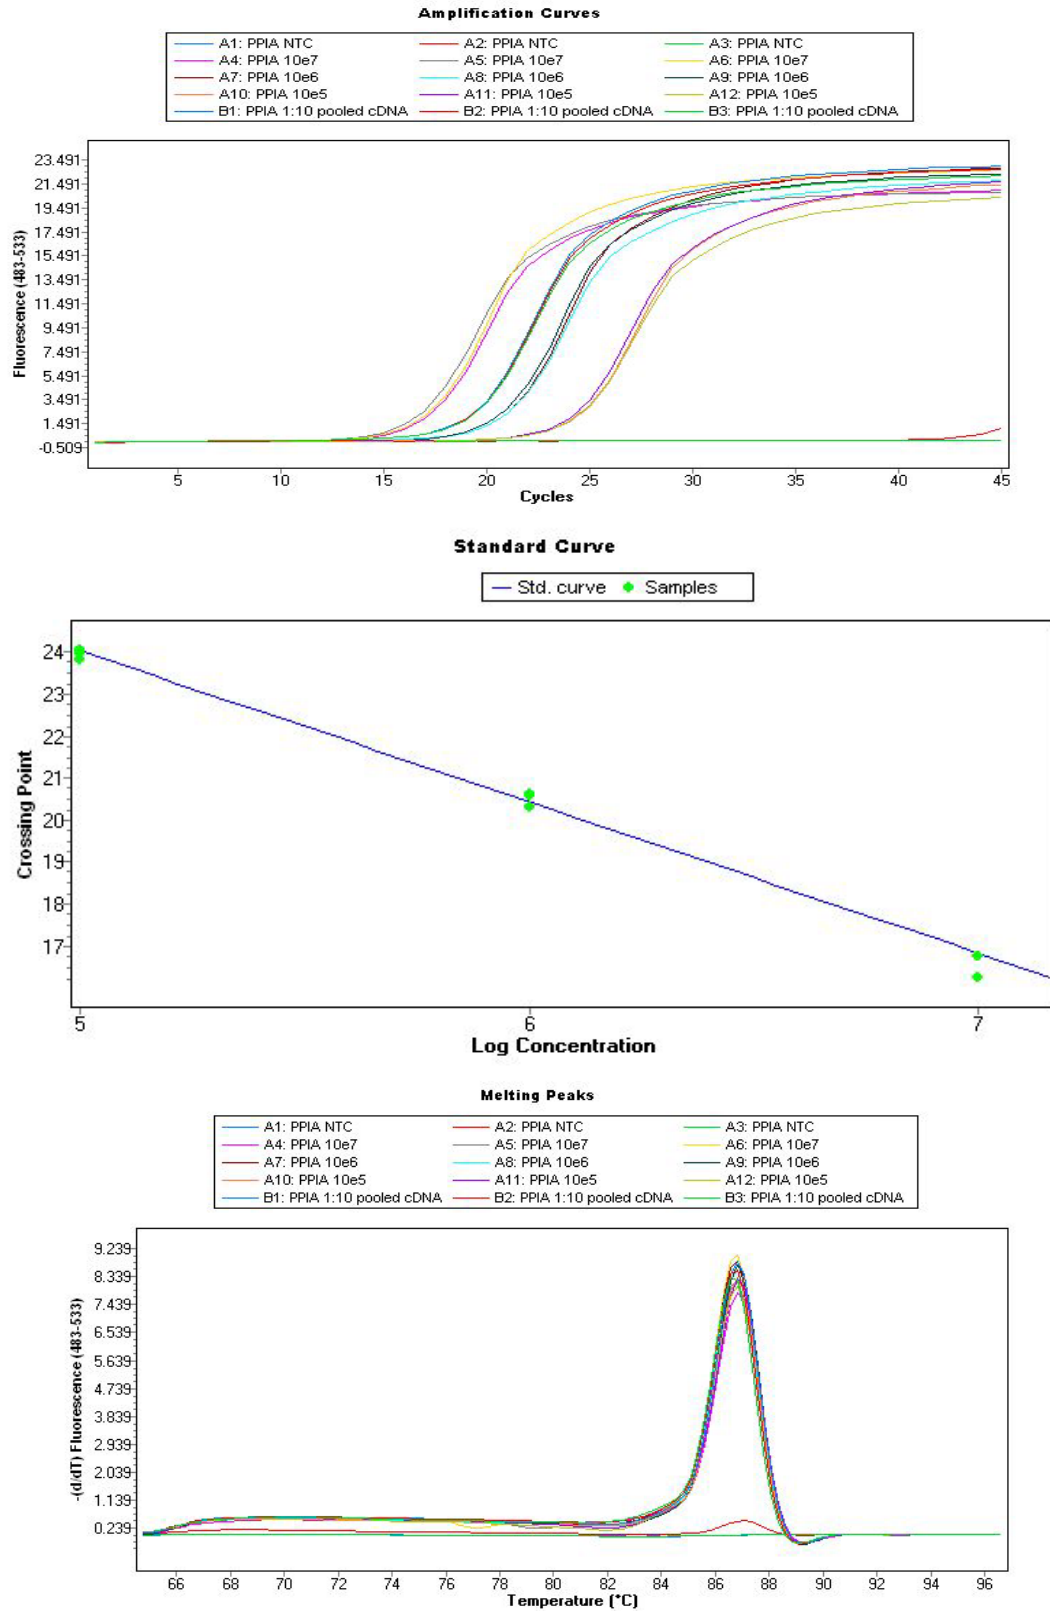 Amplification Curves
A1: PPIA NTC A2: PPIA NTC A3: PPIA NTC
A4: PPIA 10e7 A5: PPIA 10e7 A6: PPIA 10e7
A7: PPIA 10e6 A8: PPIA 10e6 A9: PPIA 10e6
A10: PPIA 10e5 A11: PPIA 10e5 A12: PPIA 10e5
B1: PPIA 1:10 pooled cDNA B2: PPIA 1:10 pooled cDNA B3: PPIA 1:10 pooled cDNA
Fluorescence (483-533)
23.491
21.491
19.491
17.491
15.491
13.491
11.491
9.491
7.491
5.491
3.491
1.491
-0.509
5 10 15 20 25 30 35 40 45
Cycles
Standard Curve
Std. curve Samples
Crossing Point
24
23
22
21
20
19
18
17
5 6 7
Log Concentration
Melting Peaks
A1: PPIA NTC A2: PPIA NTC A3: PPIA NTC
A4: PPIA 10e7 A5: PPIA 10e7 A6: PPIA 10e7
A7: PPIA 10e6 A8: PPIA 10e6 A9: PPIA 10e6
A10: PPIA 10e5 A11: PPIA 10e5 A12: PPIA 10e5
B1: PPIA 1:10 pooled cDNA B2: PPIA 1:10 pooled cDNA B3: PPIA 1:10 pooled cDNA
-(d/dT) Fluorescence (483-533)
9.239
8.339
7.439
6.539
5.639
4.739
3.839
2.939
2.039
1.139
0.239
66 68 70 72 74 76 78 80 82 84 86 88 90 92 94 96
Temperature (°C)